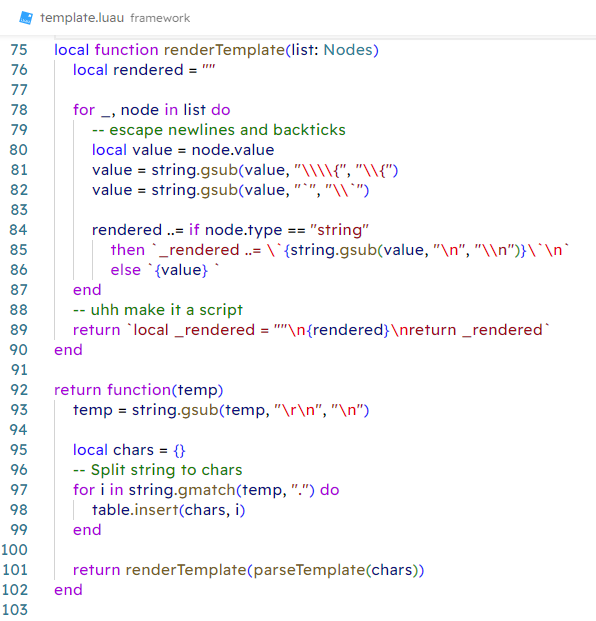 template.luau framework
75 local function renderTemplate(list: Nodes)
76     local rendered = ""
77
78     for _, node in list do
79         -- escape newlines and backticks
80         local value = node.value
81         value = string.gsub(value, "\\\\{", "\\{")
82         value = string.gsub(value, "`", "\\`")
83
84         rendered ..= if node.type == "string"
85             then `_rendered ..= \`{string.gsub(value, "\n", "\\n")}\`\n`
86             else `{value} `
87     end
88     -- uhh make it a script
89     return `local _rendered = ""\n{rendered}\nreturn _rendered`
90 end
91
92 return function(temp)
93     temp = string.gsub(temp, "\r\n", "\n")
94
95     local chars = {}
96     -- Split string to chars
97     for i in string.gmatch(temp, ".") do
98         table.insert(chars, i)
99     end
100
101     return renderTemplate(parseTemplate(chars))
102 end
103